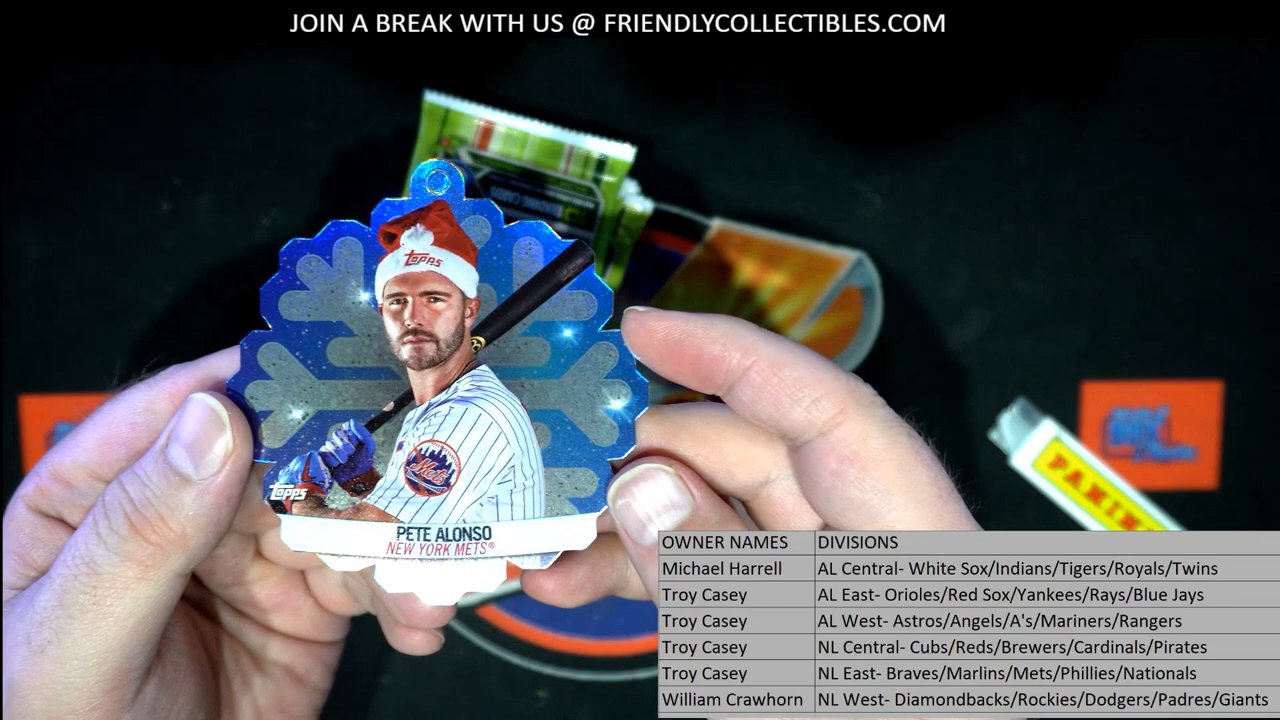 JOIN A BREAK WITH US @ FRIENDLYCOLLECTIBLES.COM
TOPPS
Mets
TOPPS
PETE ALONSO
NEW YORK METS®
PANINI
OWNER NAMES DIVISIONS
Michael Harrell AL Central- White Sox/Indians/Tigers/Royals/Twins
Troy Casey AL East- Orioles/Red Sox/Yankees/Rays/Blue Jays
Troy Casey AL West- Astros/Angels/A's/Mariners/Rangers
Troy Casey NL Central- Cubs/Reds/Brewers/Cardinals/Pirates
Troy Casey NL East- Braves/Marlins/Mets/Phillies/Nationals
William Crawhorn NL West- Diamondbacks/Rockies/Dodgers/Padres/Giants